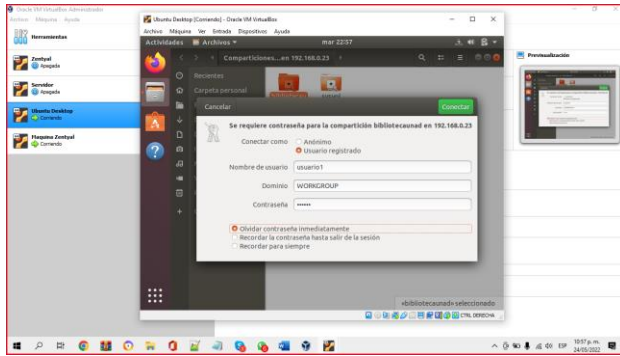 Oracle VM VirtualBox Administrador
Archivo Máquina Ayuda
Herramientas
Zentyal
Apagada
Servidor
Apagada
Ubuntu Desktop
Corriendo
Maquina Zentyal
Corriendo
Ubuntu Desktop [Corriendo] - Oracle VM VirtualBox
Archivo Máquina Ver Entrada Dispositivos Ayuda
Actividades Archivos mar 22:57
Comparticiones...en 192.168.0.23
Recientes
Carpeta personal
Cancelar Conectar
Se requiere contraseña para la compartición bibliotecaunad en 192.168.0.23
Conectar como Anónimo
Usuario registrado
Nombre de usuario usuario1
Dominio WORKGROUP
Contraseña
Olvidar contraseña inmediatamente
Recordar la contraseña hasta salir de la sesión
Recordar para siempre
«bibliotecaunad» seleccionado
CTRL DERECHA
Previsualización
ESP 10:57 p. m.
24/05/2022